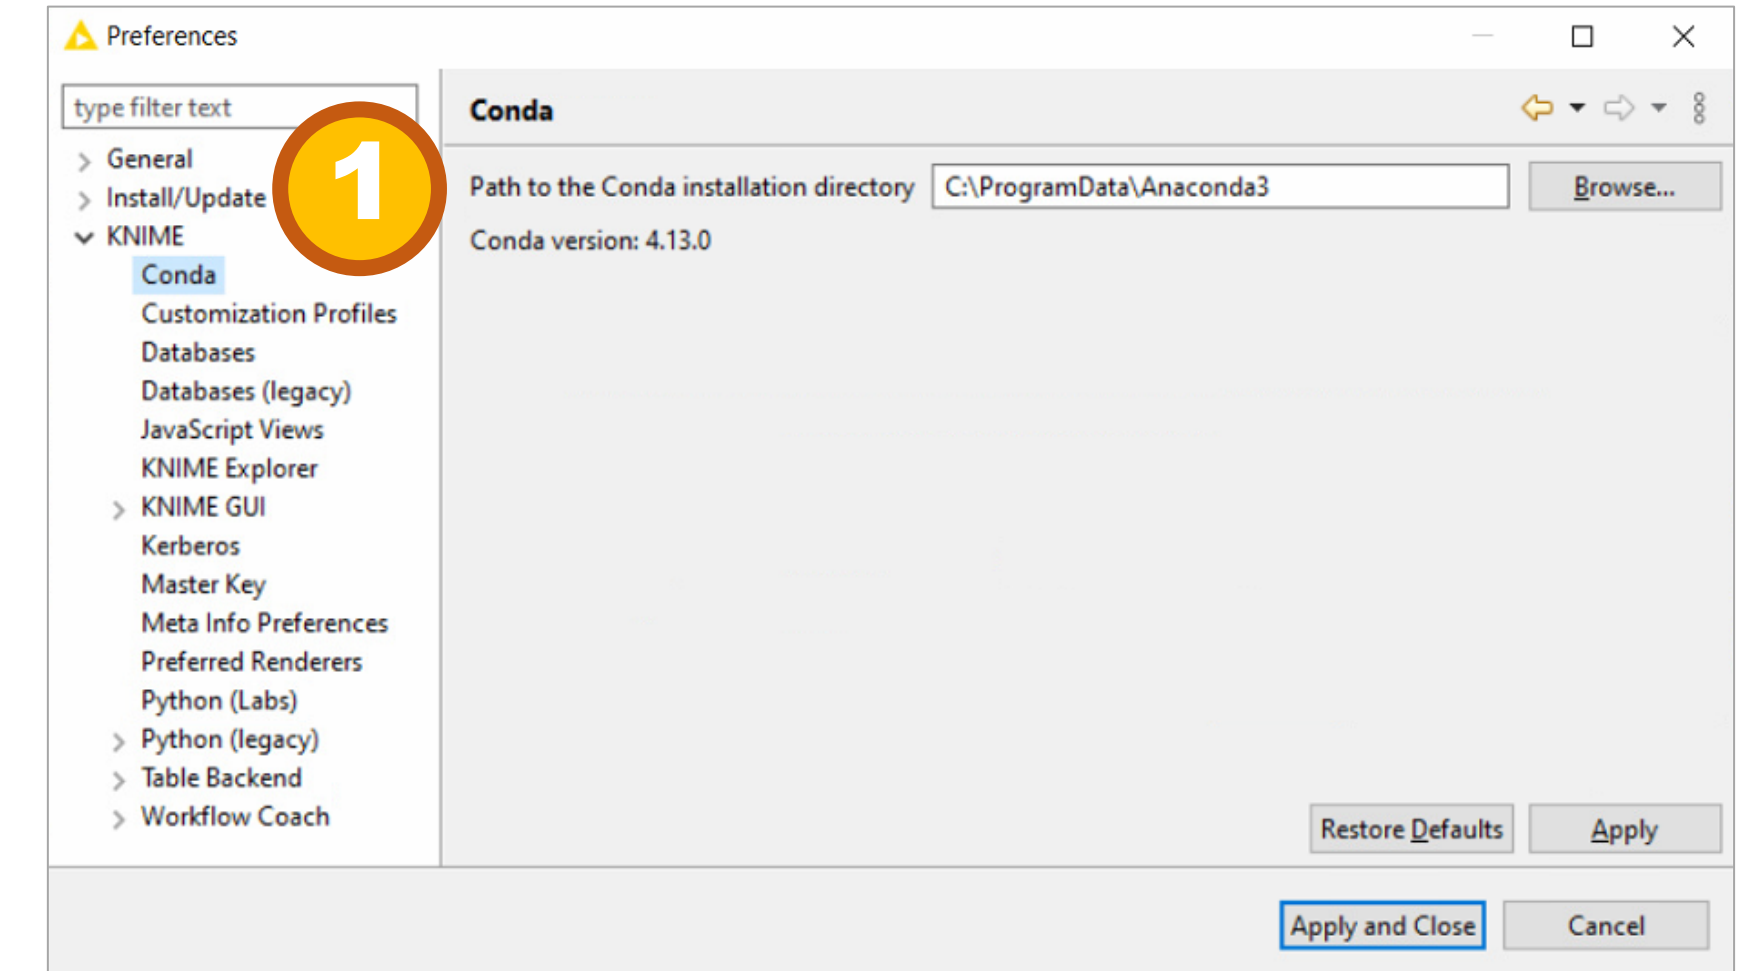 Preferences
type filter text
General
Install/Update
KNIME
Conda
Customization Profiles
Databases
Databases (legacy)
JavaScript Views
KNIME Explorer
KNIME GUI
Kerberos
Master Key
Meta Info Preferences
Preferred Renderers
Python (Labs)
Python (legacy)
Table Backend
Workflow Coach
1
Conda
Path to the Conda installation directory C:\ProgramData\Anaconda3 Browse...
Conda version: 4.13.0
Restore Defaults Apply
Apply and Close Cancel